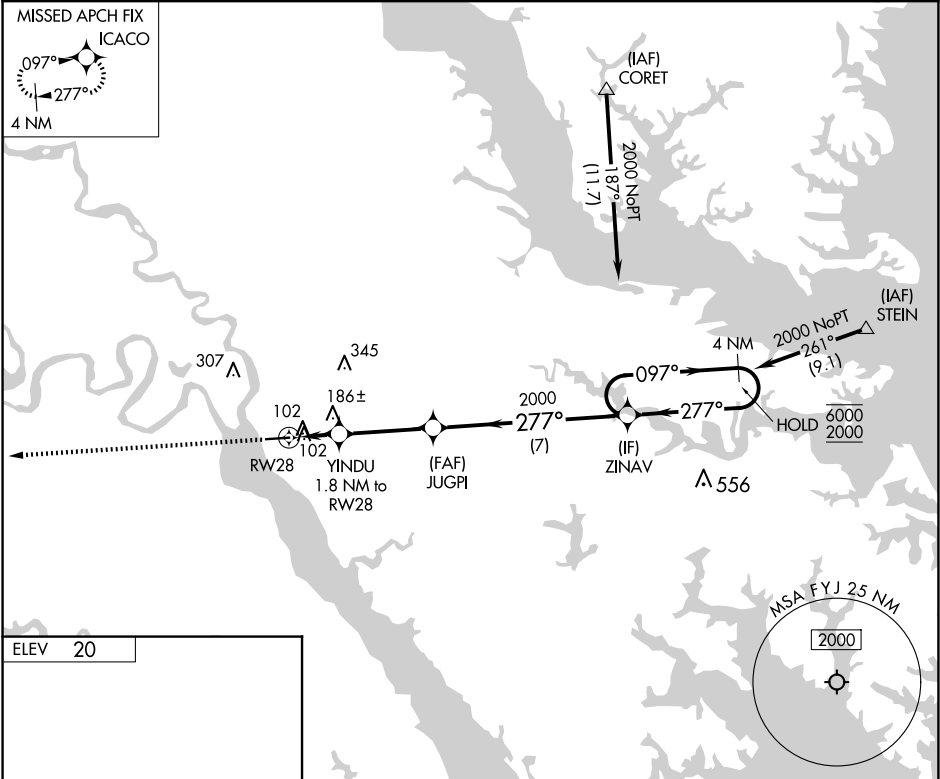 MISSED APCH FIX
ICACO
097°
277°
4 NM
(IAF)
CORET
2000 NoPT
187°
(11.7)
(IAF)
STEIN
2000 NoPT
261°
(9.1)
4 NM
097°
277°
HOLD
6000
2000
307
345
186±
102
102
RW28
YINDU
1.8 NM to
RW28
(FAF)
JUGPI
2000
277°
(7)
(IF)
ZINAV
556
MSA FYJ 25 NM
2000
ELEV 20